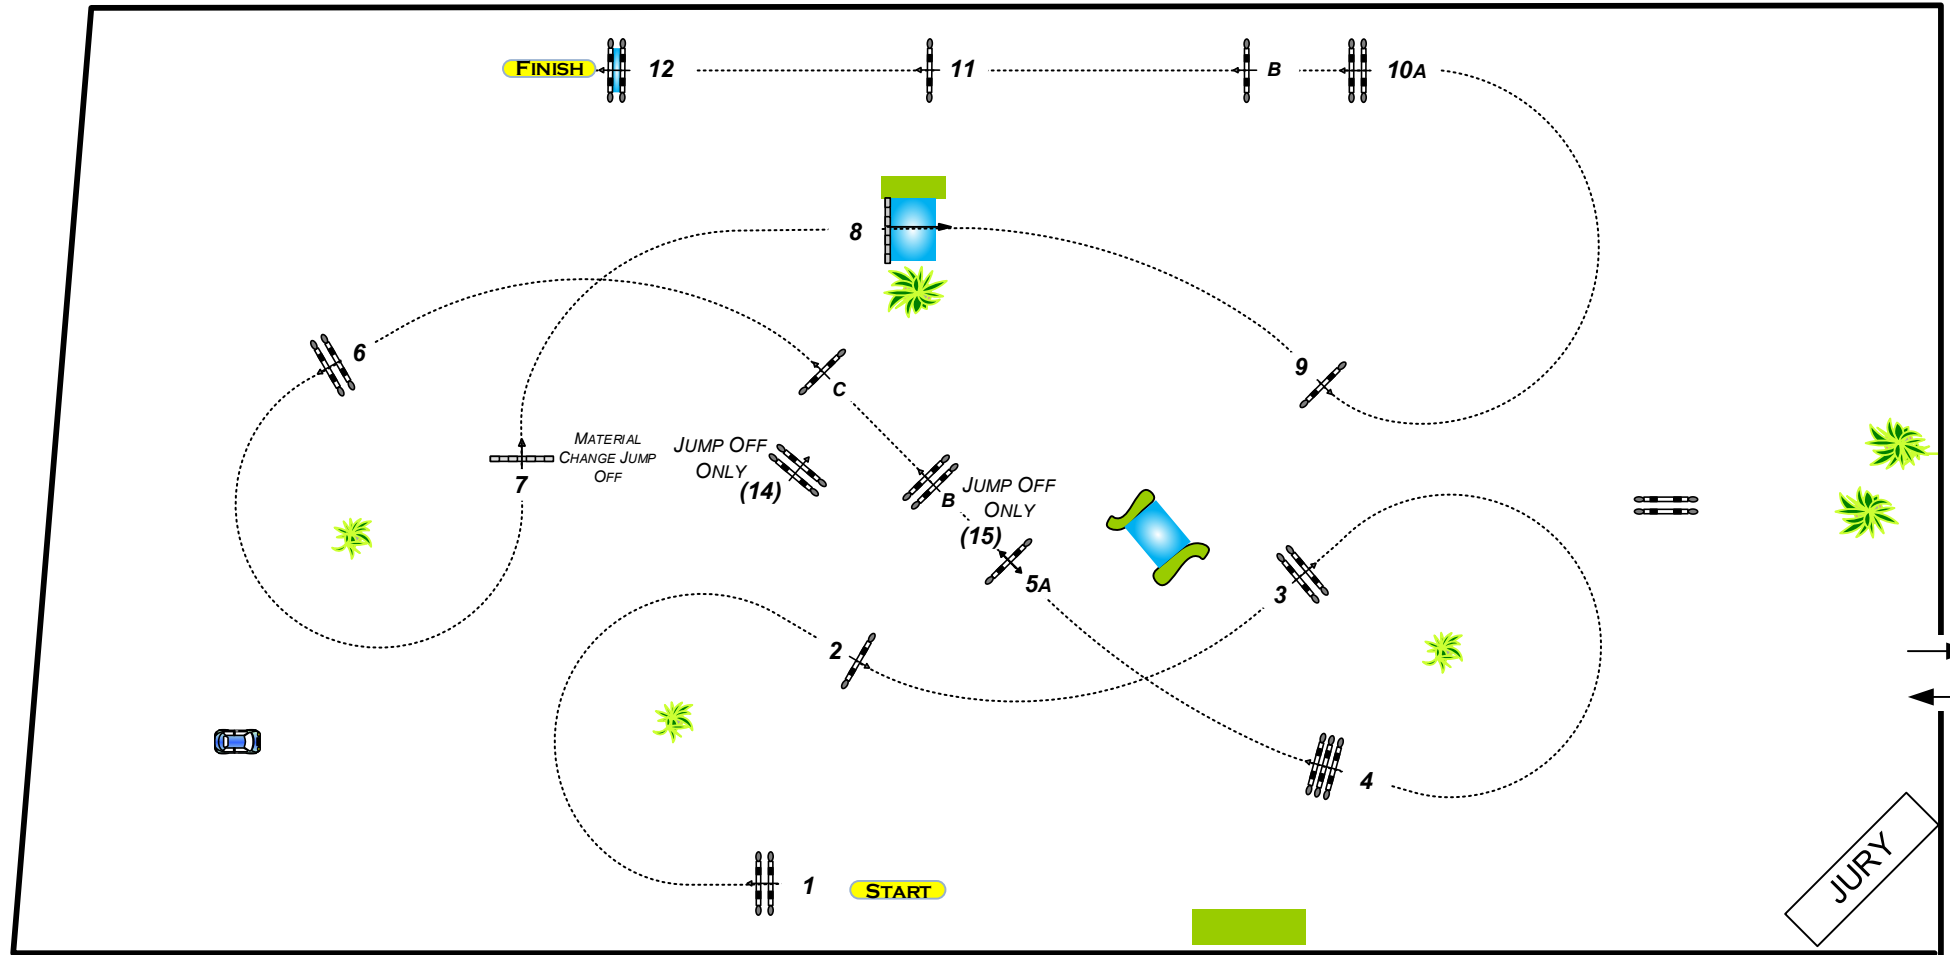 FINISH
12
11
B
10A
8
6
9
C
MATERIAL
CHANGE JUMP
OFF
7
JUMP OFF
ONLY
(14)
B
JUMP OFF
ONLY
(15)
5A
3
2
4
1
START
JURY